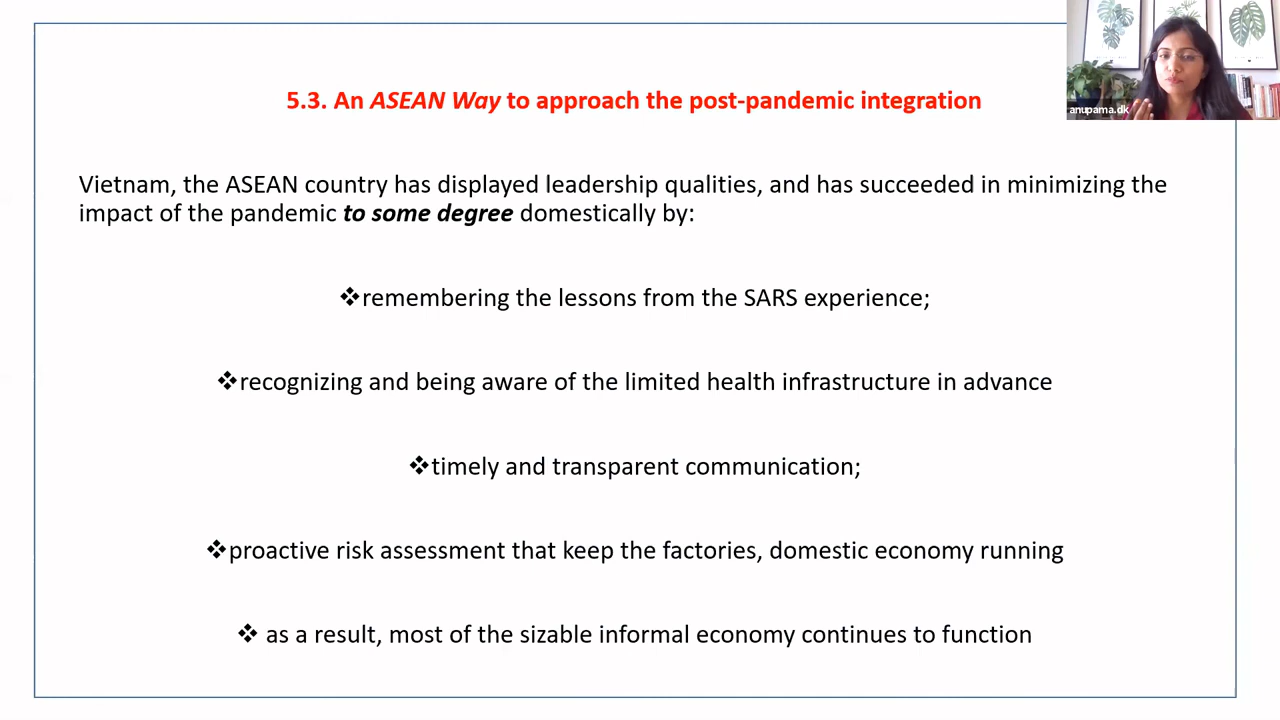 5.3. An ASEAN Way to approach the post-pandemic integration
anupama.dk
Vietnam, the ASEAN country has displayed leadership qualities, and has succeeded in minimizing the
impact of the pandemic to some degree domestically by:
❖remembering the lessons from the SARS experience;
❖recognizing and being aware of the limited health infrastructure in advance
❖timely and transparent communication;
❖proactive risk assessment that keep the factories, domestic economy running
❖ as a result, most of the sizable informal economy continues to function